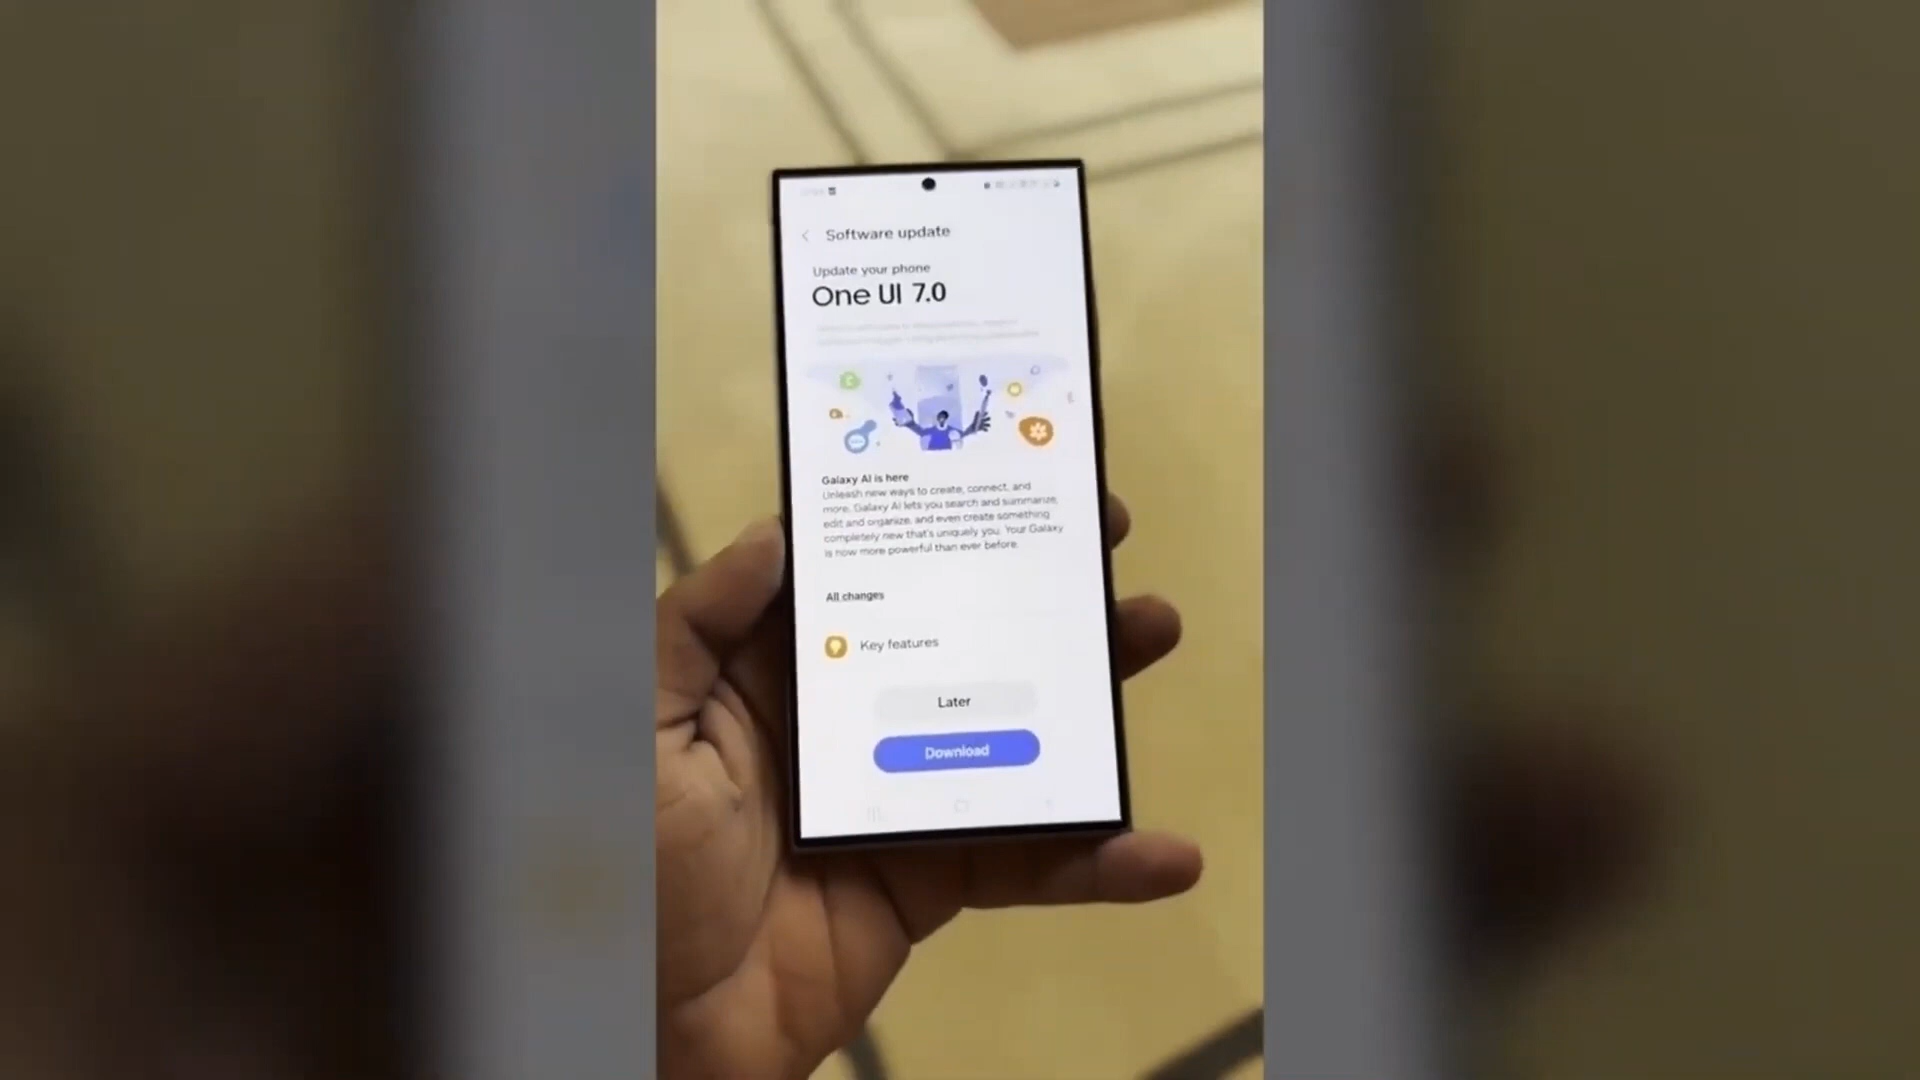 Software update
Update your phone
One UI 7.0
Galaxy AI is here
Unleash new ways to create, connect, and
more. Galaxy AI lets you search and summarize,
edit and organize, and even create something
completely new that's uniquely you. Your Galaxy
is now more powerful than ever before.
All changes
Key features
Later
Download